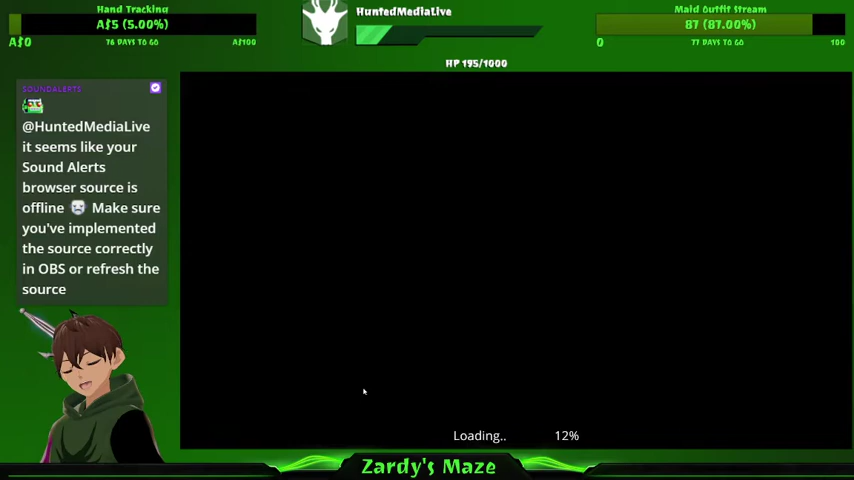 Hand Tracking
A$5 (5.00%)
A$0
76 DAYS TO GO
A$100
HuntedMediaLive
HP 195/1000
Maid Outfit Stream
87 (87.00%)
0
77 DAYS TO GO
100
SOUNDALERTS
@HuntedMediaLive
it seems like your
Sound Alerts
browser source is
offline Make sure
you've implemented
the source correctly
in OBS or refresh the
source
Loading.. 12%
Zardy's Maze